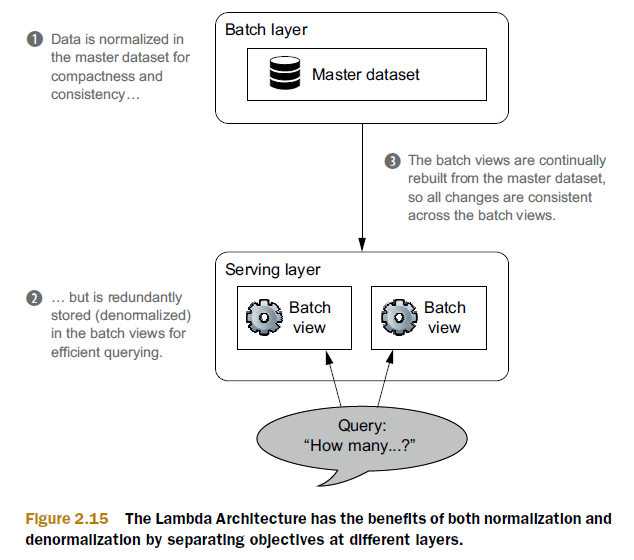 Batch layer
1 Data is normalized in
the master dataset for
compactness and
consistency…
Master dataset
3 The batch views are continually
rebuilt from the master dataset,
so all changes are consistent
across the batch views.
Serving layer
2 … but is redundantly
stored (denormalized)
in the batch views for
efficient querying.
Batch
view
Batch
view
Query:
“How many...?”
Figure 2.15 The Lambda Architecture has the benefits of both normalization and
denormalization by separating objectives at different layers.